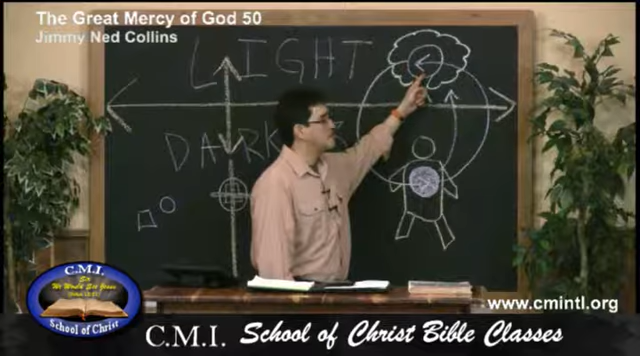 The Great Mercy of God 50
Jimmy Ned Collins
LIGHT
DARK
C.M.I.
Sir
We Would See Jesus
School of Christ
www.cmintl.org
C.M.I. School of Christ Bible Classes